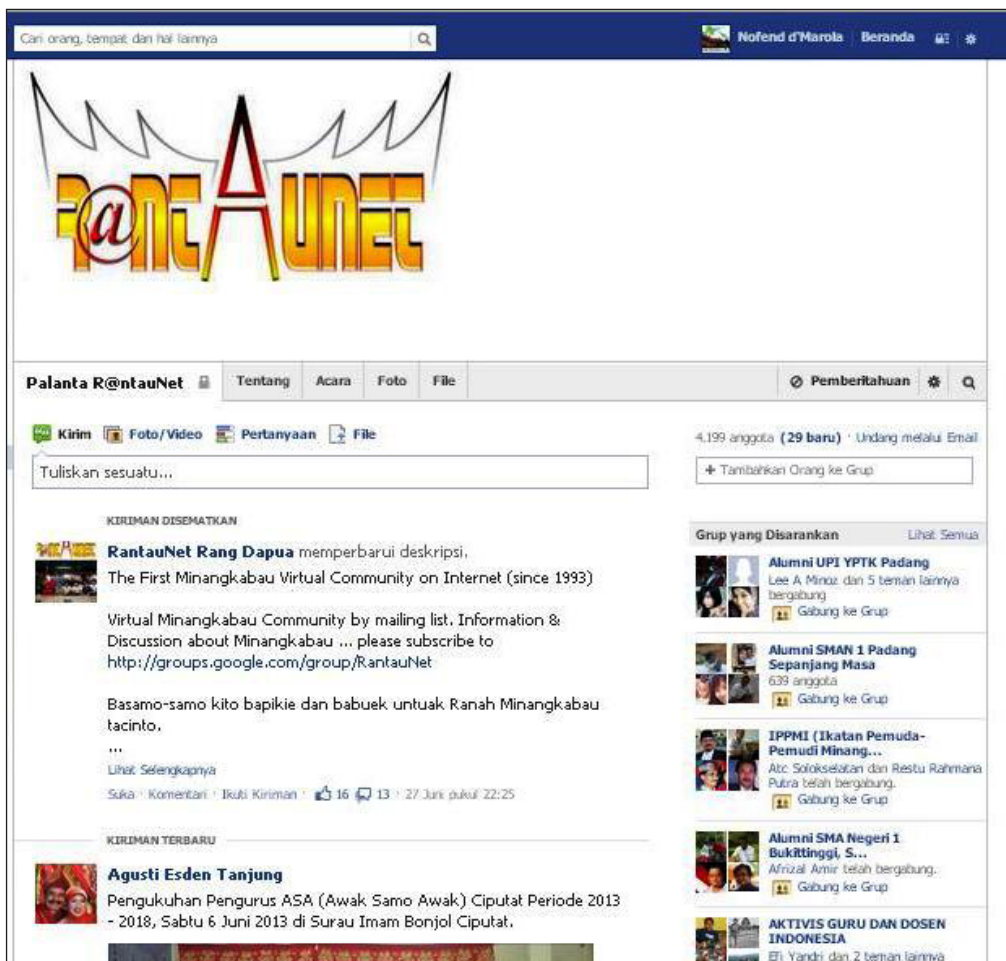 Cari orang, tempat dan hal lainnya
Nofend d'Marola Beranda
R@NTAUNET
Palanta R@ntauNet Tentang Acara Foto File Pemberitahuan
Kirim Foto/Video Pertanyaan File
Tuliskan sesuatu...
KIRIMAN DISEMATKAN
RantauNet Rang Dapua memperbarui deskripsi.
The First Minangkabau Virtual Community on Internet (since 1993)
Virtual Minangkabau Community by mailing list. Information &
Discussion about Minangkabau ... please subscribe to
http://groups.google.com/group/RantauNet
Basamo-samo kito bapikie dan babuek untuak Ranah Minangkabau
tacinto.
...
Lihat Selengkapnya
Suka · Komentari · Ikuti Kiriman · 16 13 · 27 Juni pukul 22:25
KIRIMAN TERBARU
Agusti Esden Tanjung
Pengukuhan Pengurus ASA (Awak Samo Awak) Ciputat Periode 2013
- 2018, Sabtu 6 Juni 2013 di Surau Imam Bonjol Ciputat.
4.199 anggota (29 baru) · Undang melalui Email
+ Tambahkan Orang ke Grup
Grup yang Disarankan Lihat Semua
Alumni UPI YPTK Padang
Lee A Minoz dan 5 teman lainnya
bergabung
Gabung ke Grup
Alumni SMAN 1 Padang
Sepanjang Masa
639 anggota
Gabung ke Grup
IPPMI (Ikatan Pemuda-
Pemudi Minang...
Atc Solokselatan dan Restu Rahmana
Putra telah bergabung.
Gabung ke Grup
Alumni SMA Negeri 1
Bukittinggi, S...
Afrizal Amir telah bergabung.
Gabung ke Grup
AKTIVIS GURU DAN DOSEN
INDONESIA
Efi Yandri dan 2 teman lainnya